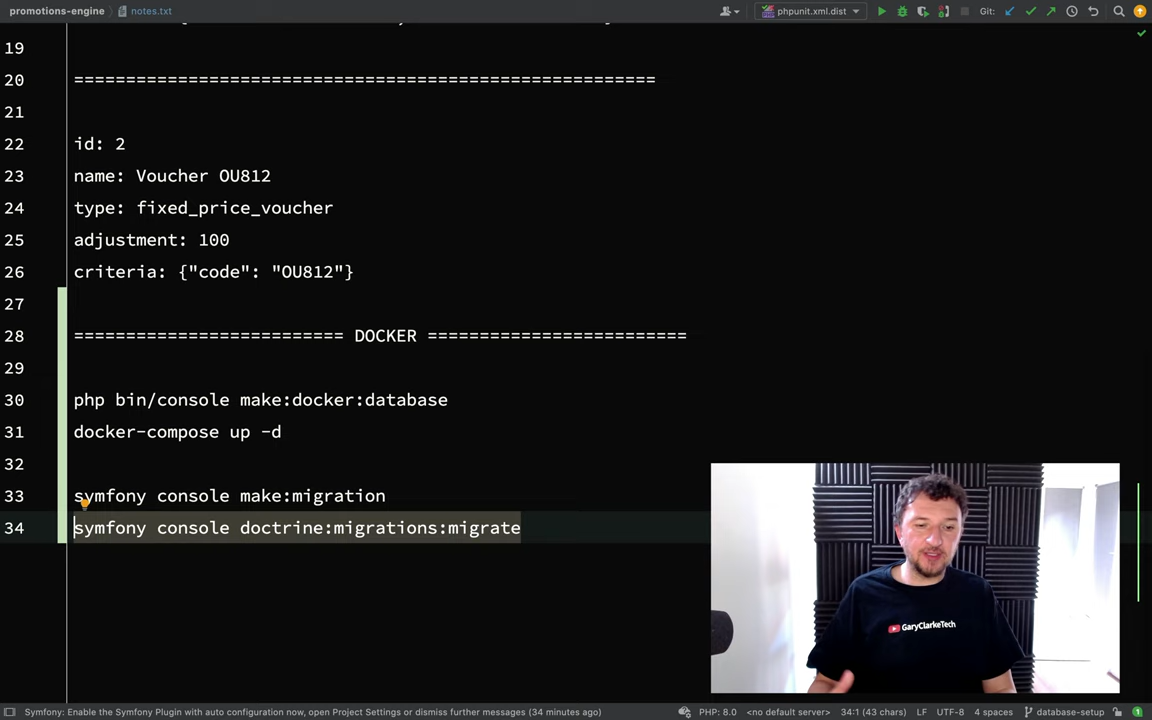 promotions-engine
notes.txt
phpunit.xml.dist
Git:
19
20 ========================================================
21
22 id: 2
23 name: Voucher OU812
24 type: fixed_price_voucher
25 adjustment: 100
26 criteria: {"code": "OU812"}
27
28 ========================== DOCKER =========================
29
30 php bin/console make:docker:database
31 docker-compose up -d
32
33 symfony console make:migration
34 symfony console doctrine:migrations:migrate
GaryClarkeTech
Symfony: Enable the Symfony Plugin with auto configuration now, open Project Settings or dismiss further messages (34 minutes ago)
PHP: 8.0 <no default server> 34:1 (43 chars) LF UTF-8 4 spaces database-setup 1